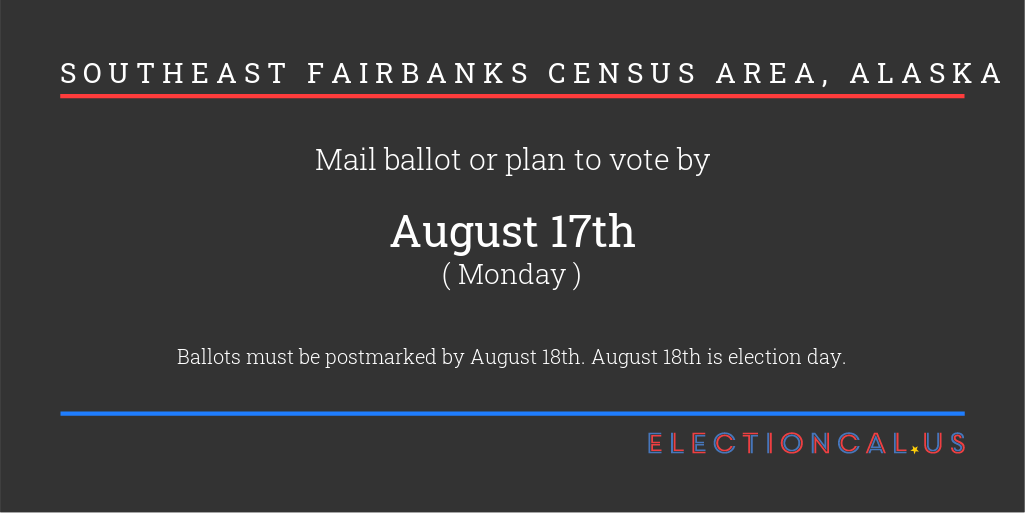 SOUTHEAST FAIRBANKS CENSUS AREA, ALASKA
Mail ballot or plan to vote by
August 17th
( Monday )
Ballots must be postmarked by August 18th. August 18th is election day.
ELECTIONCAL.US